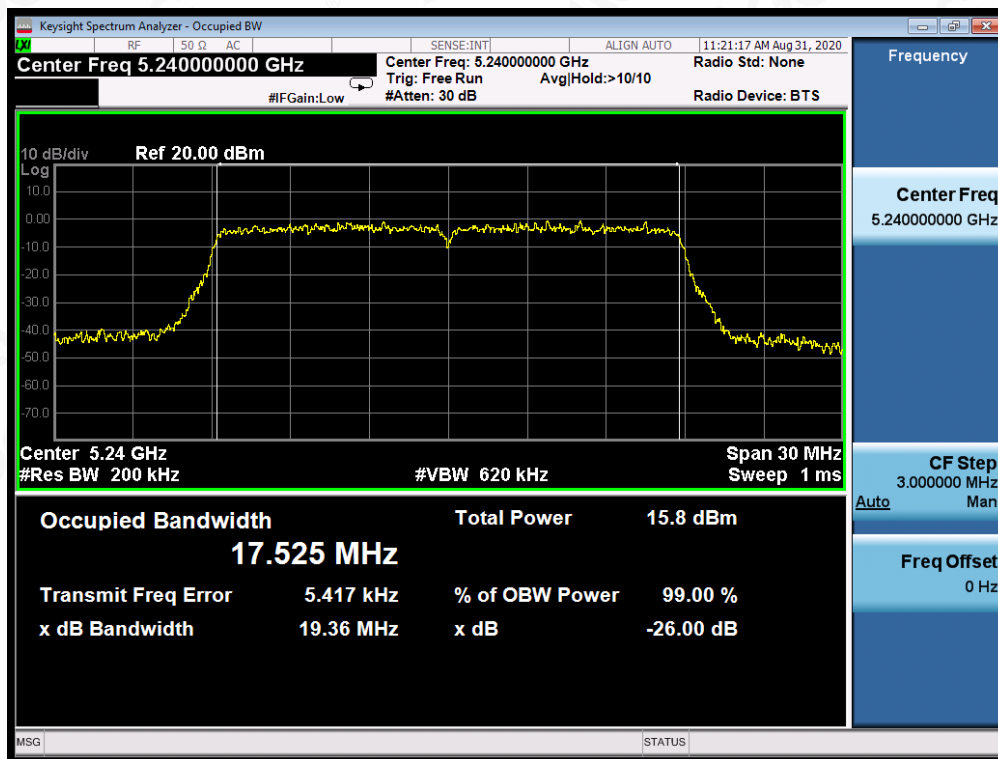 Keysight Spectrum Analyzer - Occupied BW
LXI RF 50 Ω AC SENSE:INT ALIGN AUTO 11:21:17 AM Aug 31, 2020
Center Freq 5.240000000 GHz
Center Freq: 5.240000000 GHz
Radio Std: None
Trig: Free Run Avg|Hold:>10/10
#IFGain:Low #Atten: 30 dB Radio Device: BTS
10 dB/div Ref 20.00 dBm
Log
10.0
0.00
-10.0
-20.0
-30.0
-40.0
-50.0
-60.0
-70.0
Center 5.24 GHz Span 30 MHz
#Res BW 200 kHz #VBW 620 kHz Sweep 1 ms
Occupied Bandwidth Total Power 15.8 dBm
17.525 MHz
Transmit Freq Error 5.417 kHz % of OBW Power 99.00 %
x dB Bandwidth 19.36 MHz x dB -26.00 dB
MSG STATUS
Frequency
Center Freq
5.240000000 GHz
CF Step
3.000000 MHz
Auto Man
Freq Offset
0 Hz